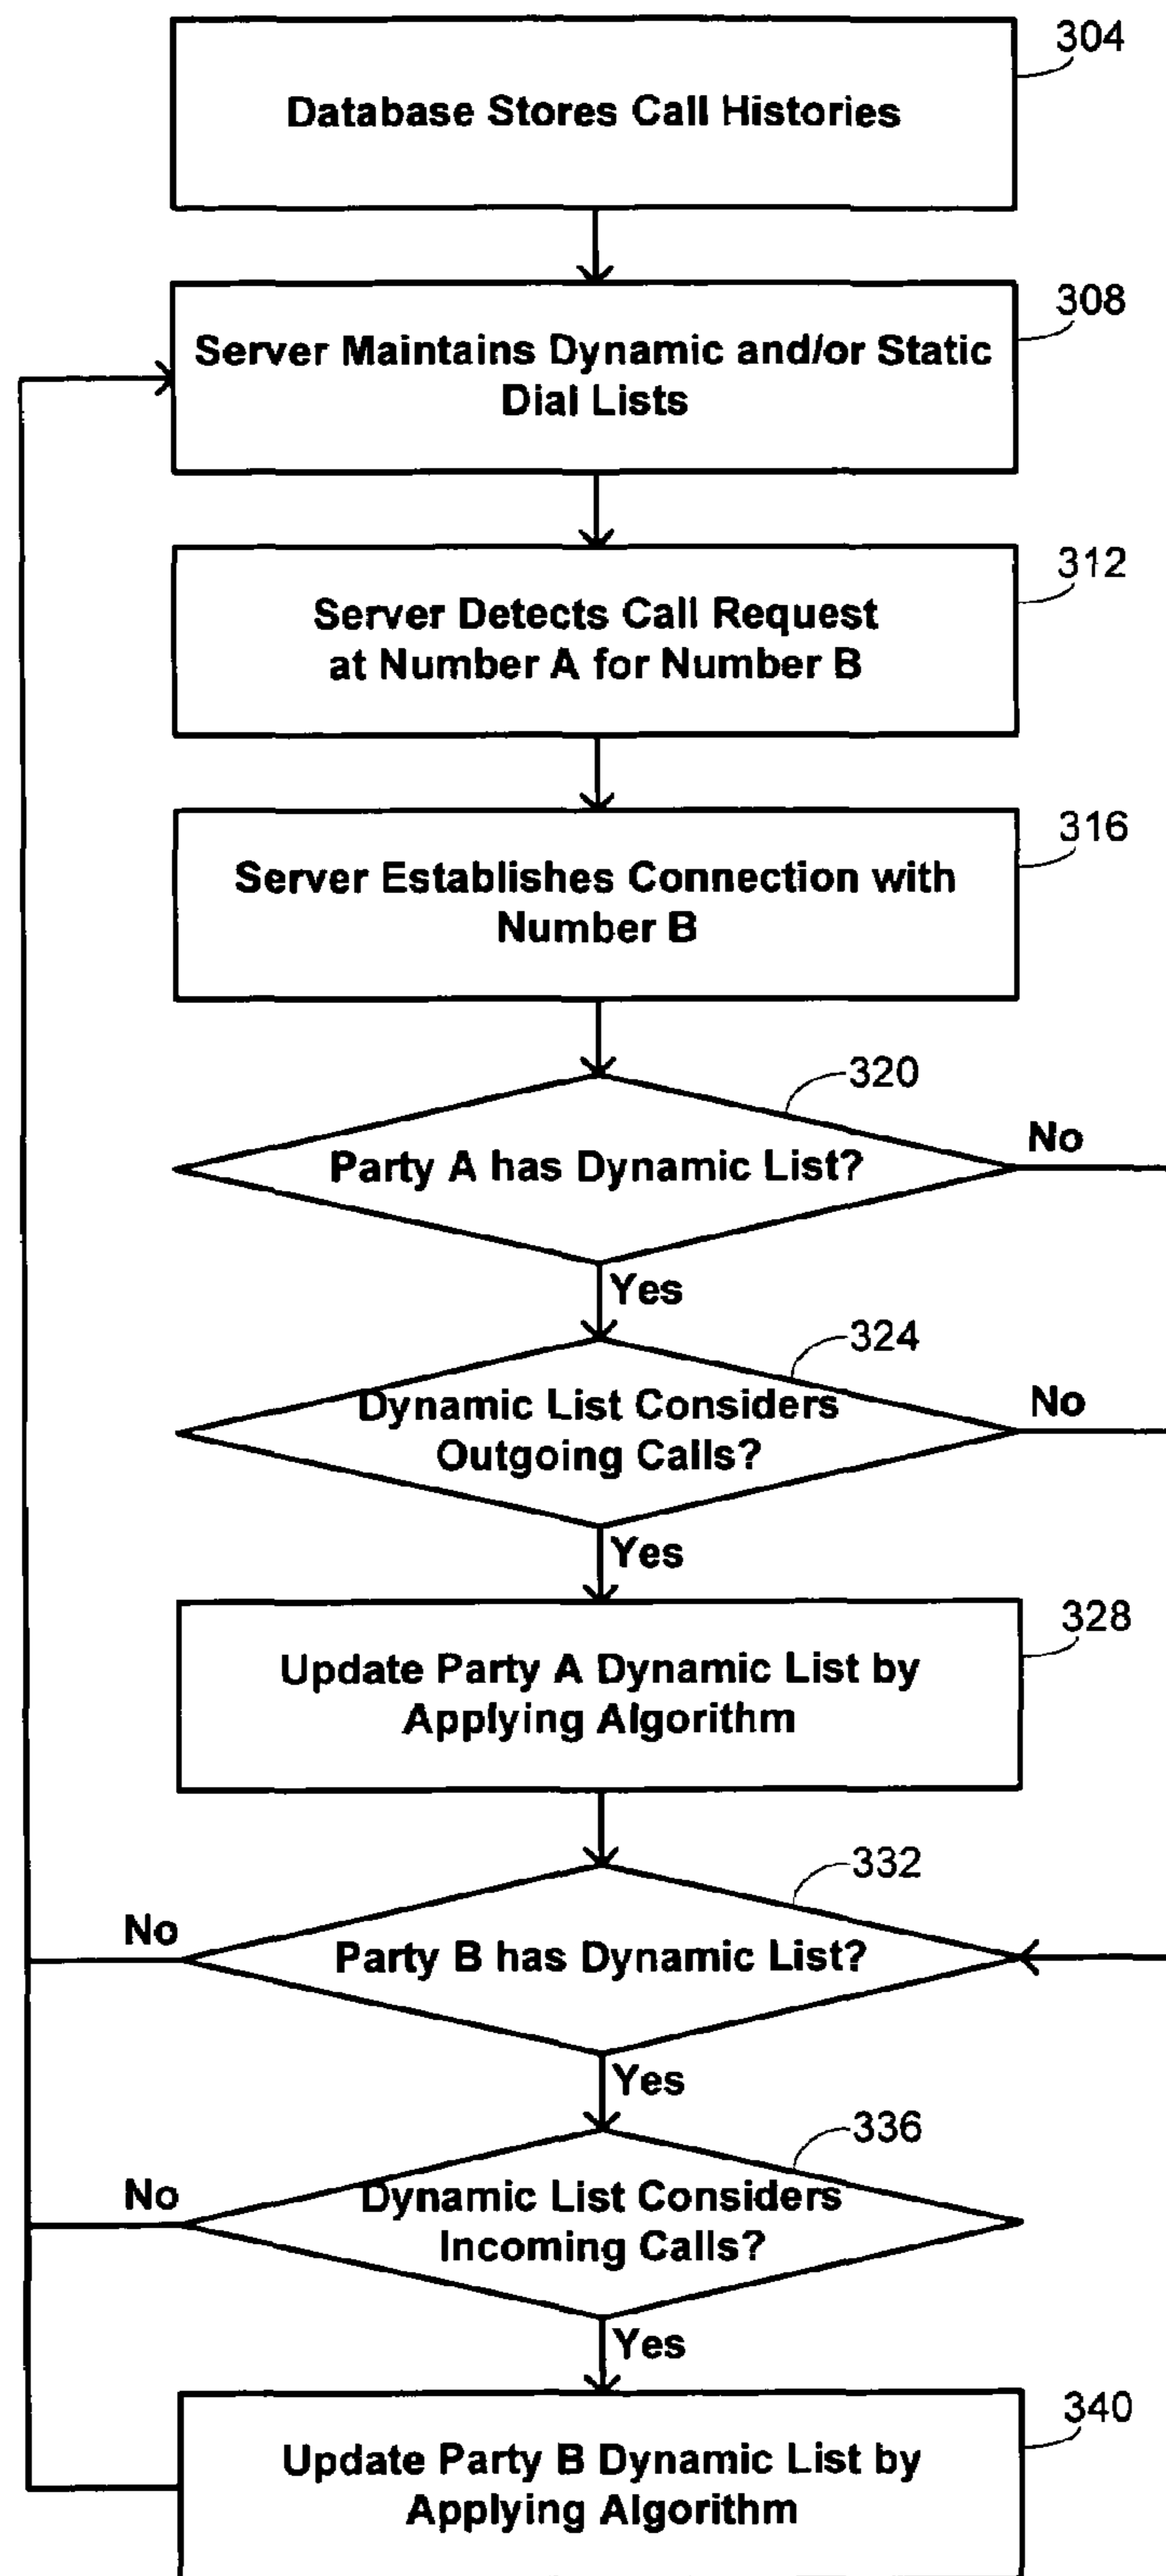 304
Database Stores Call Histories
308
Server Maintains Dynamic and/or Static
Dial Lists
312
Server Detects Call Request
at Number A for Number B
316
Server Establishes Connection with
Number B
320
No
Party A has Dynamic List?
Yes
324
No
Dynamic List Considers
Outgoing Calls?
Yes
328
Update Party A Dynamic List by
Applying Algorithm
332
No
Party B has Dynamic List?
Yes
336
No
Dynamic List Considers
Incoming Calls?
Yes
340
Update Party B Dynamic List by
Applying Algorithm